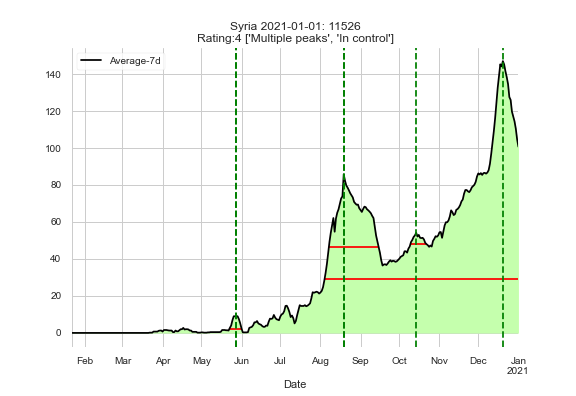 Syria 2021-01-01: 11526
Rating:4 ['Multiple peaks', 'In control']
Average-7d
140
120
100
80
60
40
20
0
Feb Mar Apr May Jun Jul Aug Sep Oct Nov Dec Jan
2021
Date